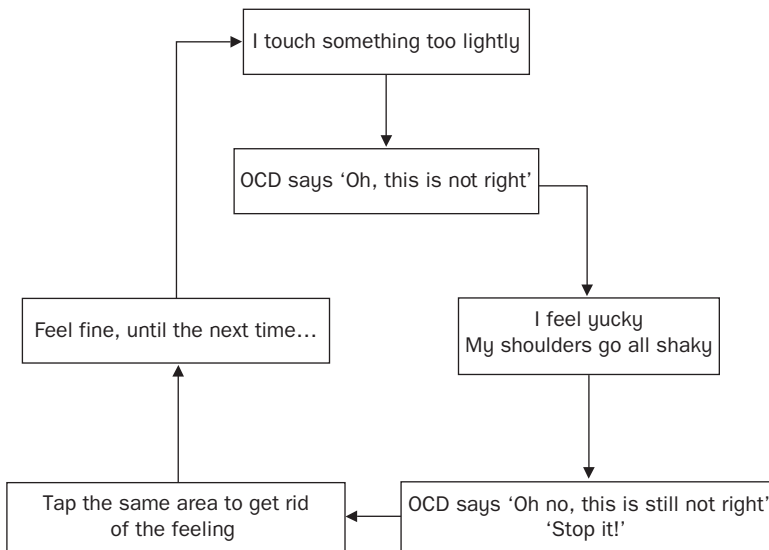 I touch something too lightly
OCD says ‘Oh, this is not right’
I feel yucky
My shoulders go all shaky
OCD says ‘Oh no, this is still not right’
‘Stop it!’
Tap the same area to get rid
of the feeling
Feel fine, until the next time…